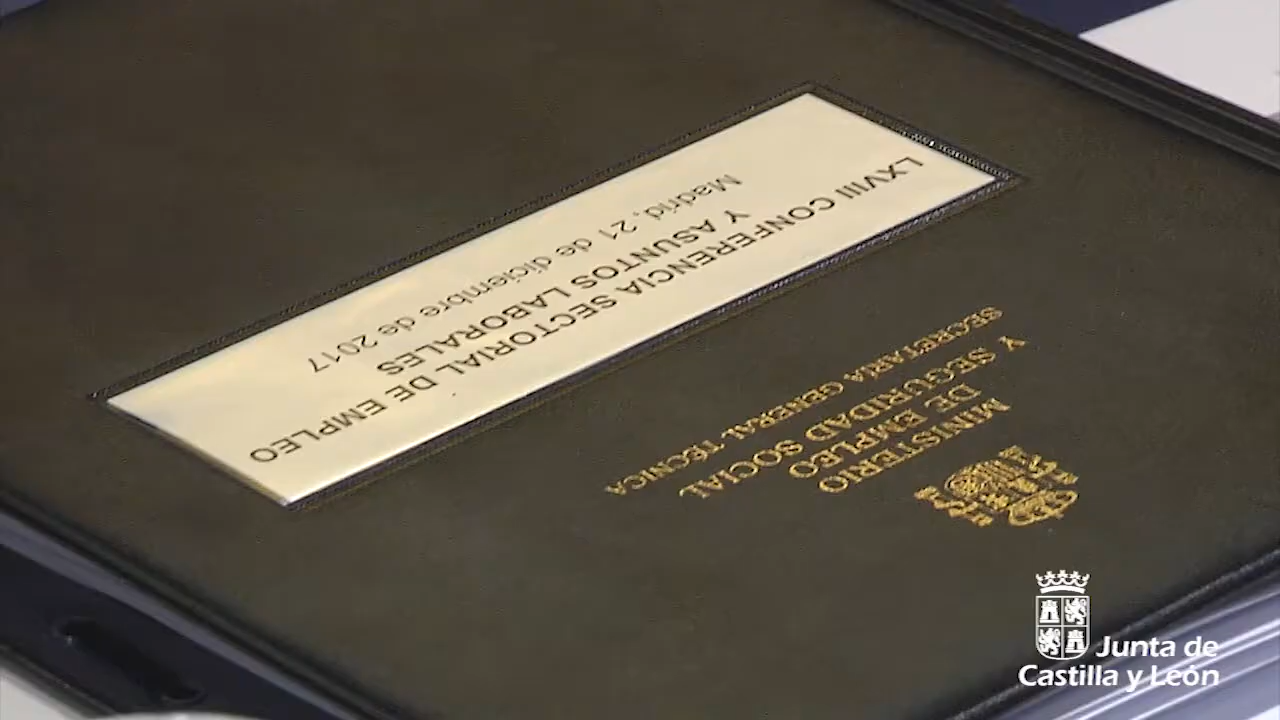 MINISTERIO
DE EMPLEO
Y SEGURIDAD SOCIAL
SECRETARÍA GENERAL TÉCNICA
LXVIII CONFERENCIA SECTORIAL DE EMPLEO
Y ASUNTOS LABORALES
Madrid, 21 de diciembre de 2017
Junta de
Castilla y León